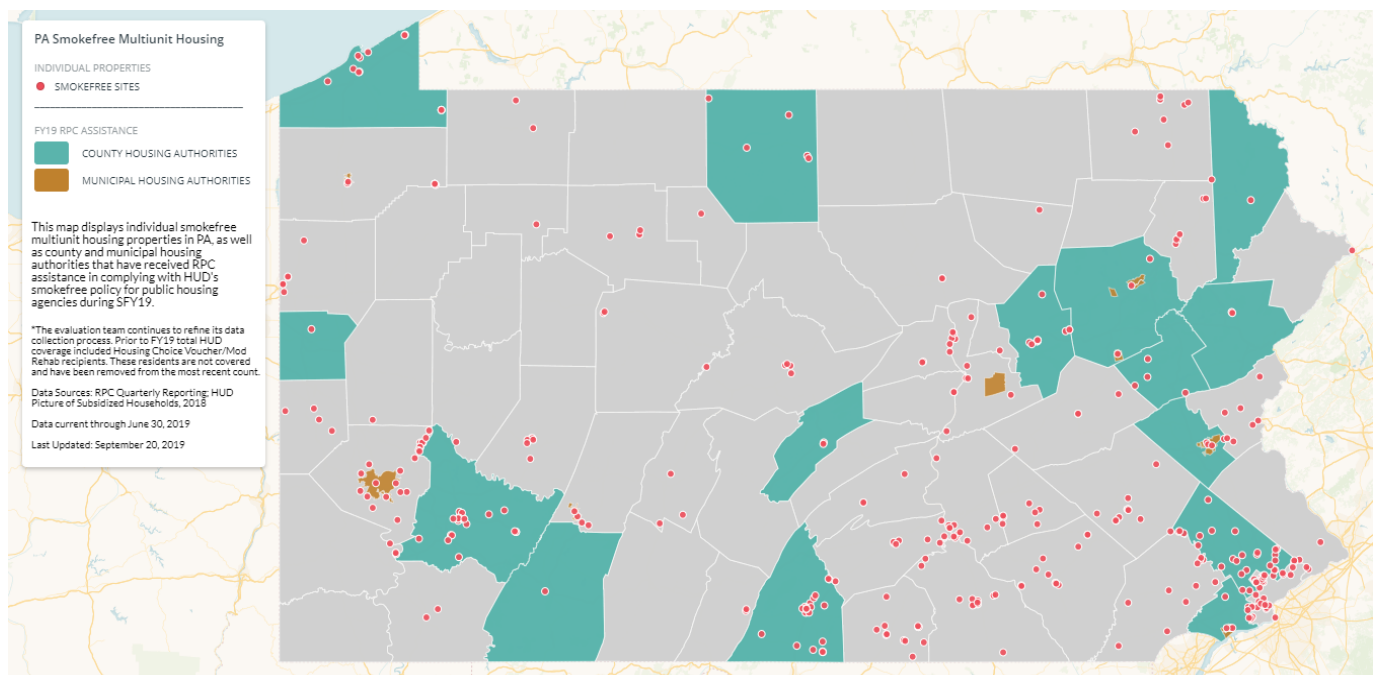 PA Smokefree Multiunit Housing
INDIVIDUAL PROPERTIES
SMOKEFREE SITES
FY19 RPC ASSISTANCE
COUNTY HOUSING AUTHORITIES
MUNICIPAL HOUSING AUTHORITIES
This map displays individual smokefree
multiunit housing properties in PA, as well
as county and municipal housing
authorities that have received RPC
assistance in complying with HUD's
smokefree policy for public housing
agencies during SFY19.
*The evaluation team continues to refine its data
collection process. Prior to FY19 total HUD
coverage included Housing Choice Voucher/Mod
Rehab recipients. These residents are not covered
and have been removed from the most recent count.
Data Sources: RPC Quarterly Reporting; HUD
Picture of Subsidized Households, 2018
Data current through June 30, 2019
Last Updated: September 20, 2019